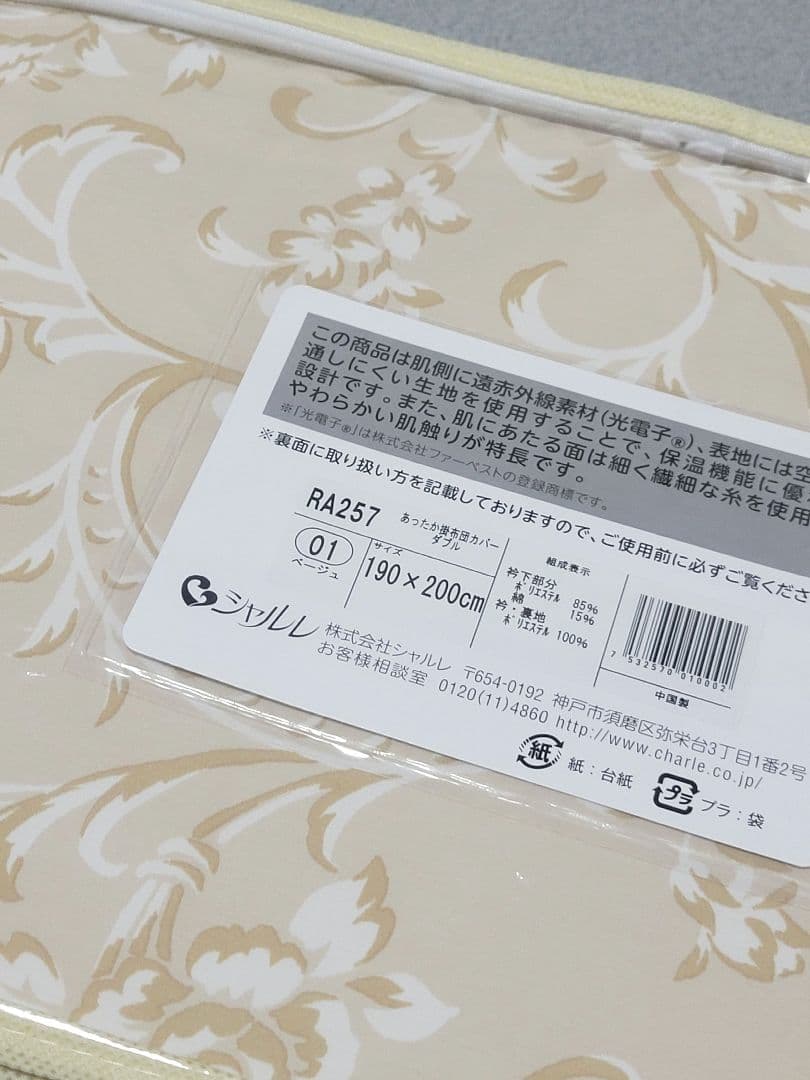 この商品は肌側に遠赤外線素材(光電子®)、表地には空
通しにくい生地を使用することで、保温機能に優
設計です。また、肌にあたる面は細く繊細な糸を使用
やわらかい肌触りが特長です。
※「光電子®」は株式会社ファーベストの登録商標です。
※裏面に取り扱い方を記載しておりますので、ご使用前に必ずご覧くださ
RA257 あったか掛布団カバー
ダブル
01
ベージュ
サイズ
190×200cm
組成表示
衿下部分
ポリエステル 85%
綿 15%
衿・裏地
ポリエステル 100%
7 532570 010002
中国製
シャルレ
株式会社シャルレ 〒654-0192 神戸市須磨区弥栄台3丁目1番2号
お客様相談室 0120(11)4860 http://www.charle.co.jp/
紙 紙：台紙
プラ プラ：袋